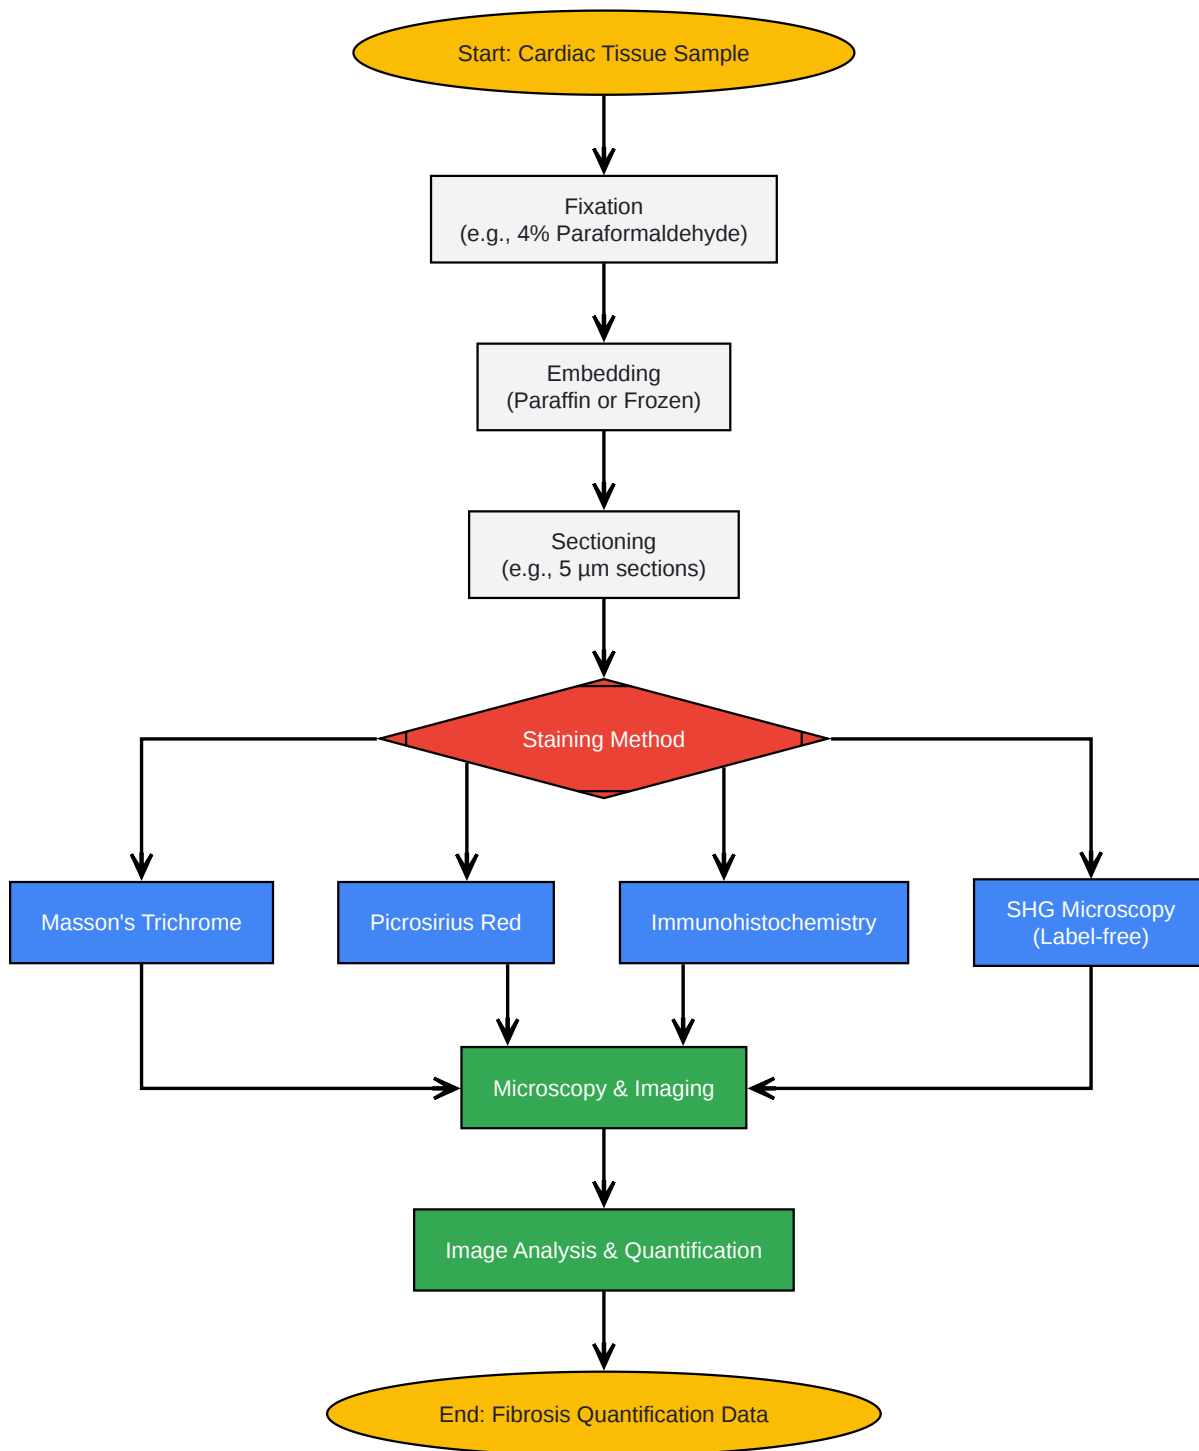 Start: Cardiac Tissue Sample
Fixation
(e.g., 4% Paraformaldehyde)
Embedding
(Paraffin or Frozen)
Sectioning
(e.g., 5 µm sections)
Staining Method
Masson's Trichrome
Picrosirius Red
Immunohistochemistry
SHG Microscopy
(Label-free)
Microscopy & Imaging
Image Analysis & Quantification
End: Fibrosis Quantification Data